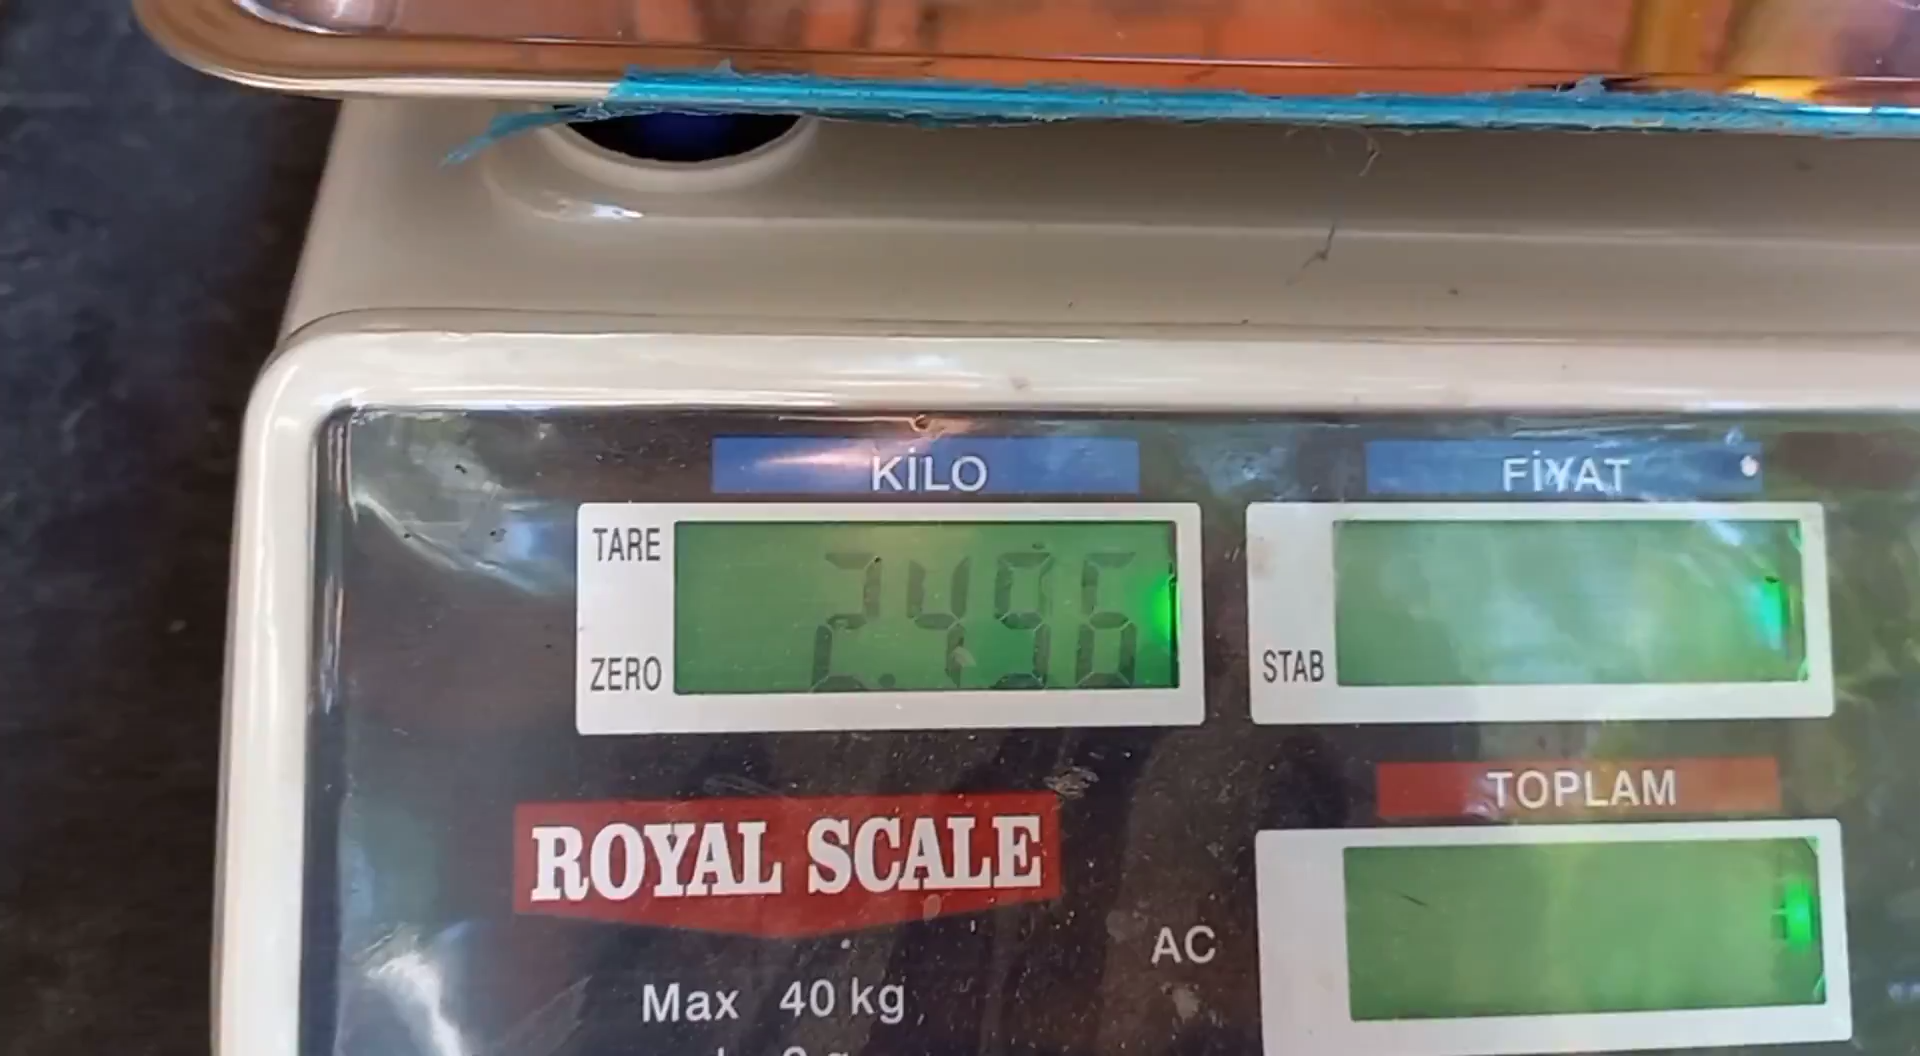 KİLO
FİYAT
TARE
2.496
ZERO
STAB
TOPLAM
ROYAL SCALE
AC
Max 40 kg